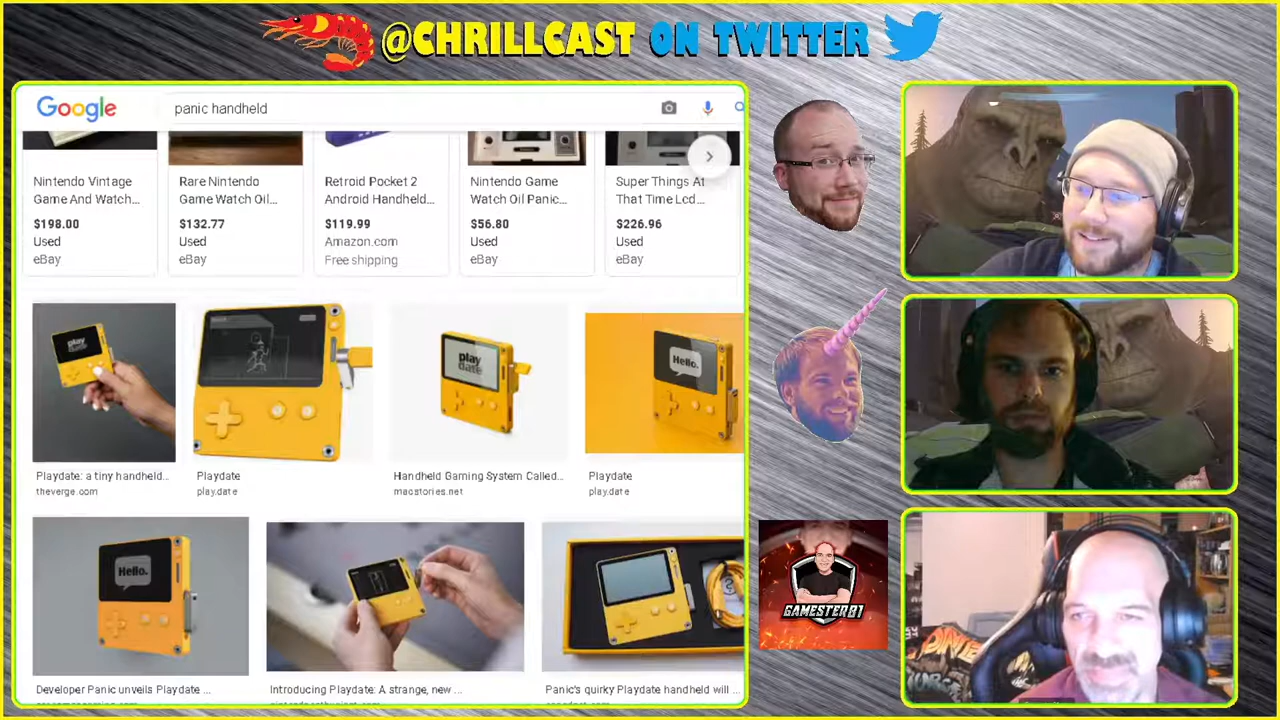 @CHRILLCAST ON TWITTER
Google
panic handheld
Nintendo Vintage
Game And Watch...
$198.00
Used
eBay
Rare Nintendo
Game Watch Oil...
$132.77
Used
eBay
Retroid Pocket 2
Android Handheld...
$119.99
Amazon.com
Free shipping
Nintendo Game
Watch Oil Panic...
$56.80
Used
eBay
Super Things At
That Time Lcd...
$226.96
Used
eBay
play
date
play
date
Hello.
Playdate: a tiny handheld...
theverge.com
Playdate
play.date
Handheld Gaming System Called...
macstories.net
Playdate
play.date
Hello.
GAMESTER81
Developer Panic unveils Playdate ...
Introducing Playdate: A strange, new ...
Panic's quirky Playdate handheld will ...